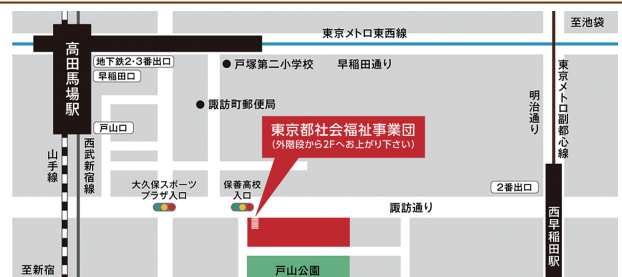 至池袋
東京メトロ東西線
高田馬場駅
地下鉄2・3番出口
早稲田口
戸塚第二小学校
早稲田通り
諏訪町郵便局
明治通り
東京メトロ副都心線
戸山口
東京都社会福祉事業団
(外階段から2Fへお上がり下さい)
山手線
西武新宿線
大久保スポーツ
プラザ入口
保善高校
入口
2番出口
諏訪通り
西早稲田駅
至新宿
戸山公園